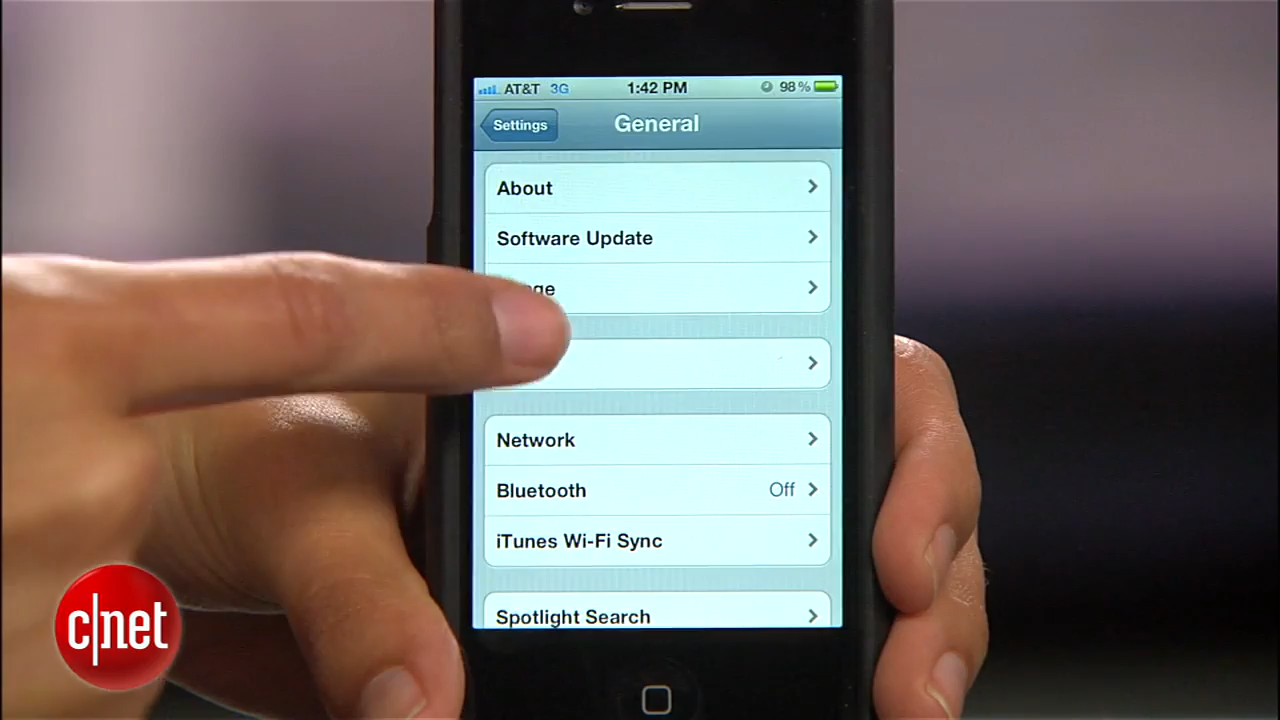 AT&T 3G 1:42 PM 98%
Settings General
About
Software Update
ge
Network
Bluetooth Off
iTunes Wi-Fi Sync
Spotlight Search
c|net